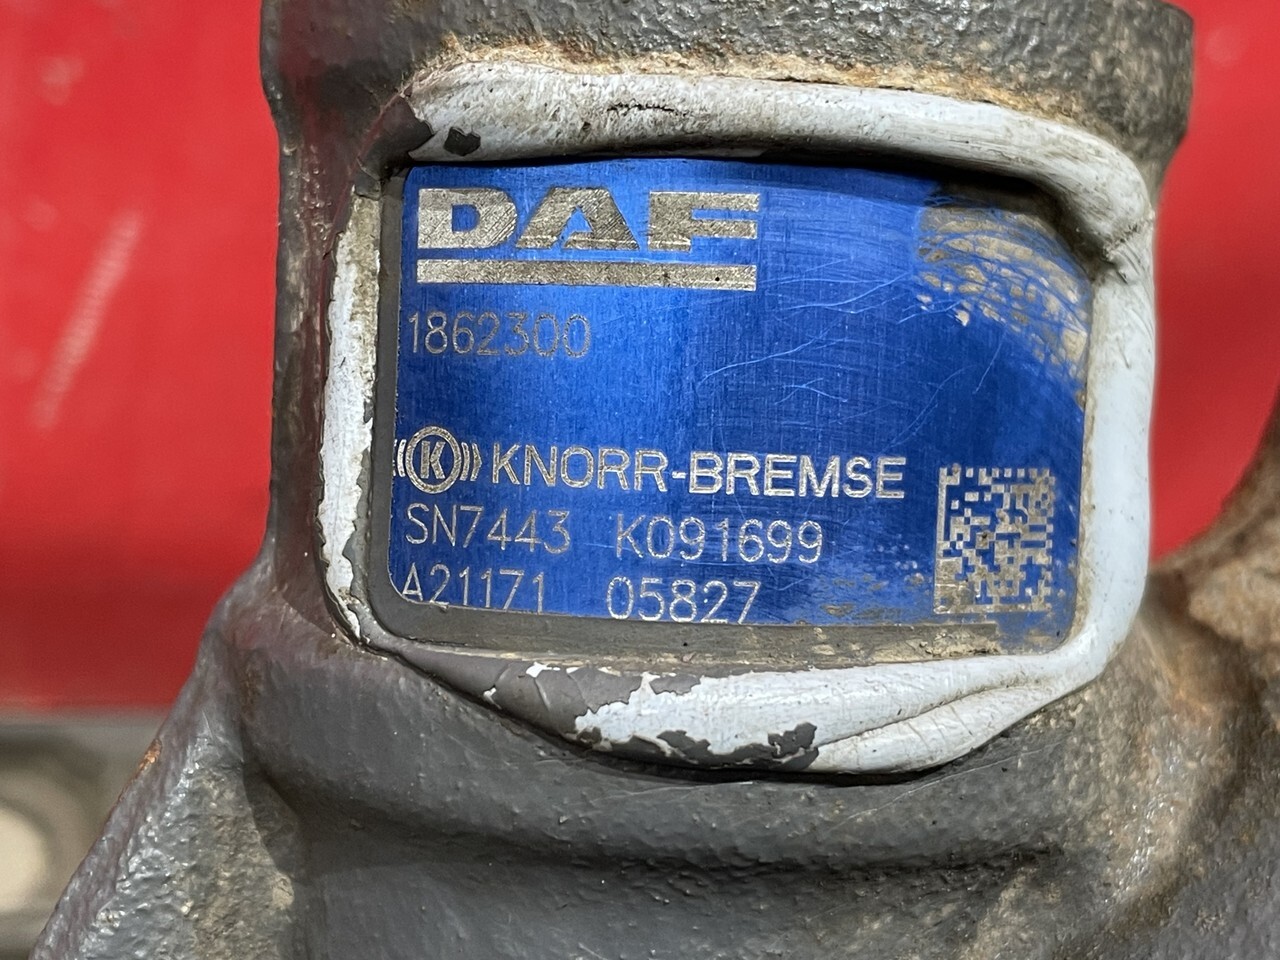 DAF
1862300
K KNORR-BREMSE
SN7443 K091699
A21171 05827